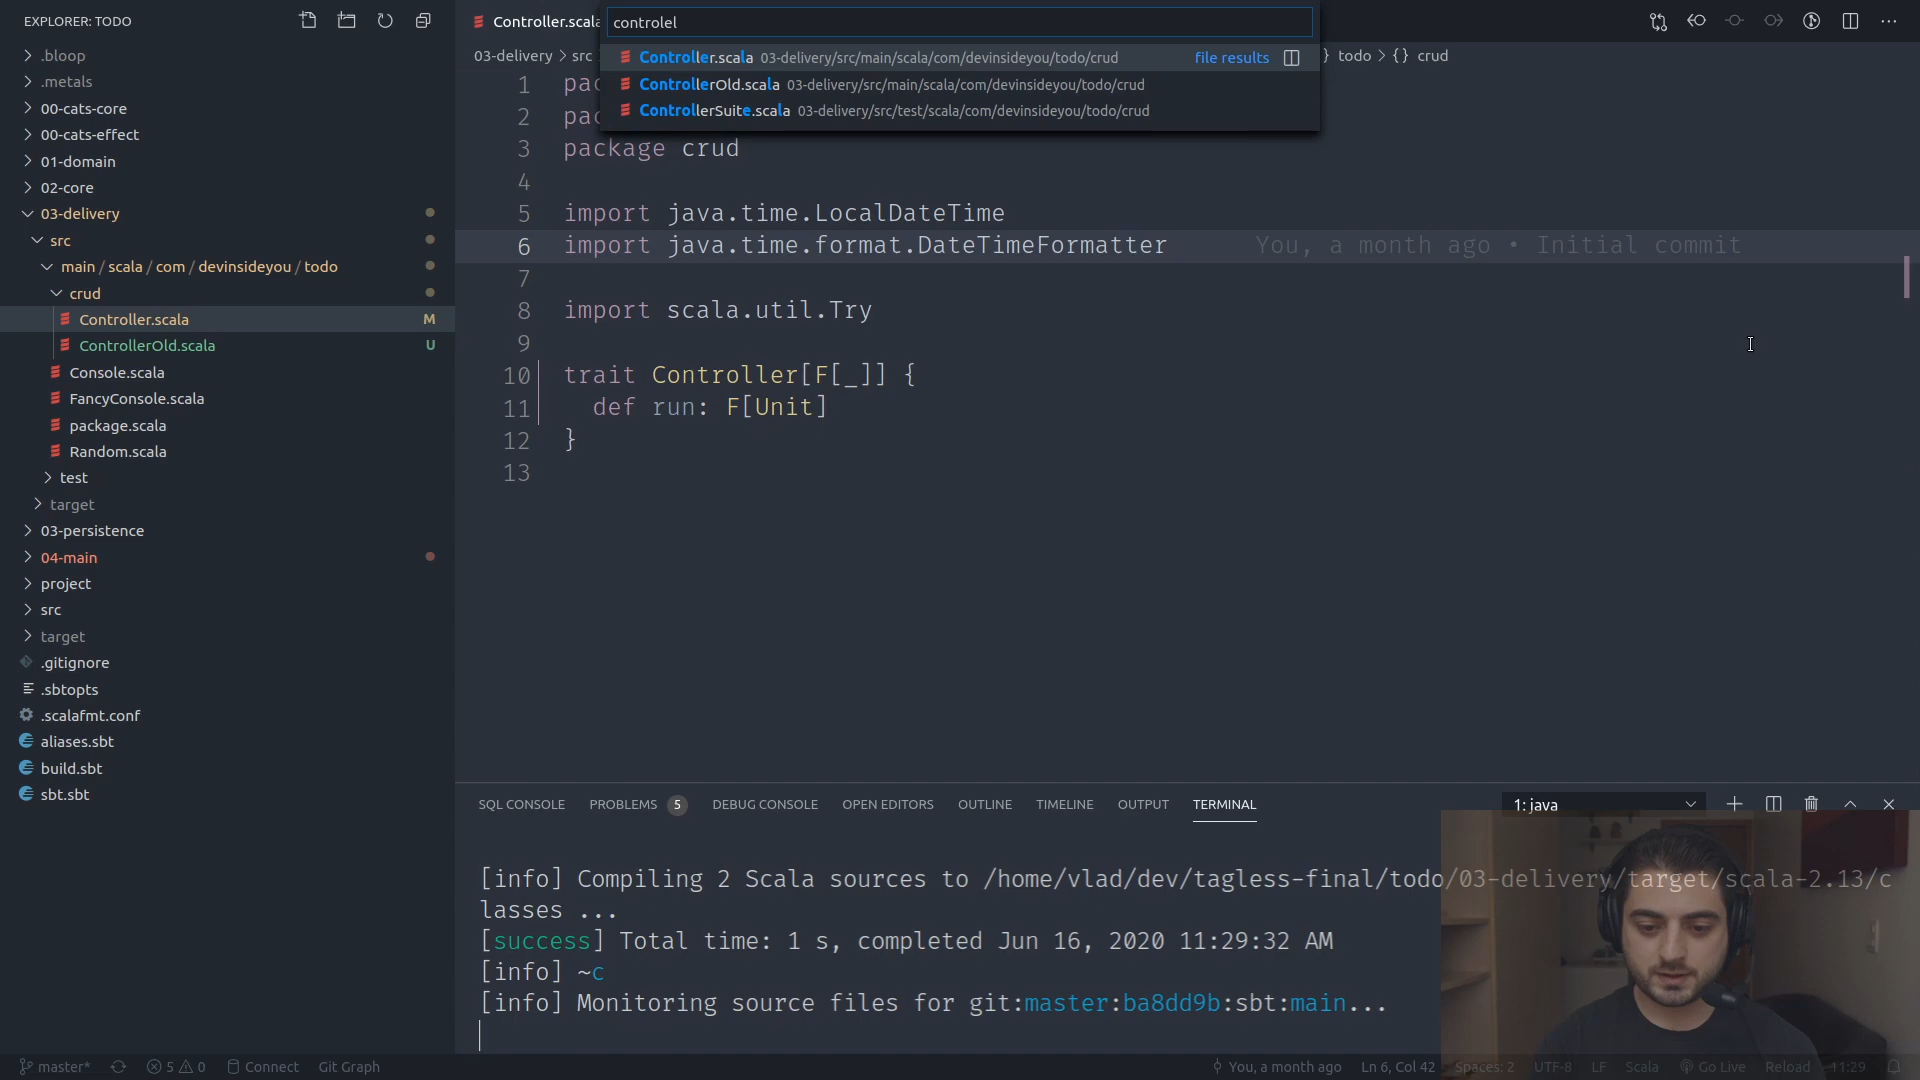 EXPLORER: TODO
.bloop
.metals
00-cats-core
00-cats-effect
01-domain
02-core
03-delivery
src
main / scala / com / devinsideyou / todo
crud
Controller.scala M
ControllerOld.scala U
Console.scala
FancyConsole.scala
package.scala
Random.scala
test
target
03-persistence
04-main
project
src
target
.gitignore
.sbtopts
.scalafmt.conf
aliases.sbt
build.sbt
sbt.sbt
Controller.scala
controlel
Controller.scala 03-delivery/src/main/scala/com/devinsideyou/todo/crud file results
ControllerOld.scala 03-delivery/src/main/scala/com/devinsideyou/todo/crud
ControllerSuite.scala 03-delivery/src/test/scala/com/devinsideyou/todo/crud
03-delivery > src
} todo > {} crud
1 pac
2 pac
3 package crud
4
5 import java.time.LocalDateTime
6 import java.time.format.DateTimeFormatter You, a month ago • Initial commit
7
8 import scala.util.Try
9
10 trait Controller[F[_]] {
11 def run: F[Unit]
12 }
13
SQL CONSOLE PROBLEMS 5 DEBUG CONSOLE OPEN EDITORS OUTLINE TIMELINE OUTPUT TERMINAL 1: java
[info] Compiling 2 Scala sources to /home/vlad/dev/tagless-final/todo/03-delivery/target/scala-2.13/c
lasses ...
[success] Total time: 1 s, completed Jun 16, 2020 11:29:32 AM
[info] ~c
[info] Monitoring source files for git:master:ba8dd9b:sbt:main...
master* 5 0 Connect Git Graph You, a month ago Ln 6, Col 42 Spaces: 2 UTF-8 LF Scala Go Live Reload 11:29